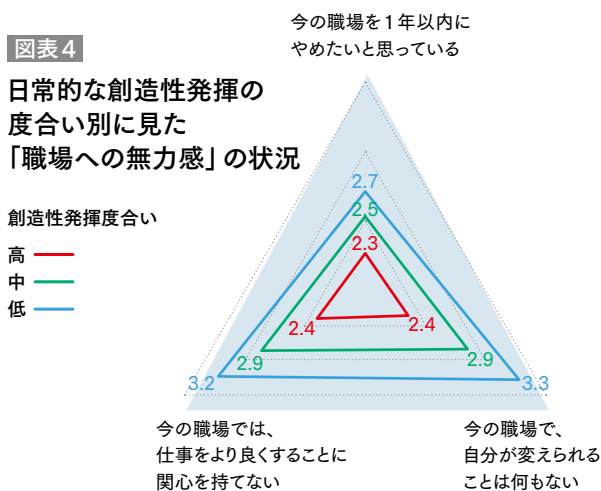 今の職場を1年以内に
やめたいと思っている
図表4
日常的な創造性発揮の
度合い別に見た
「職場への無力感」の状況
創造性発揮度合い
高
中
低
2.7
2.5
2.3
2.4
2.4
2.9
2.9
3.2
3.3
今の職場では、
仕事をより良くすることに
関心を持てない
今の職場で、
自分が変えられる
ことは何もない